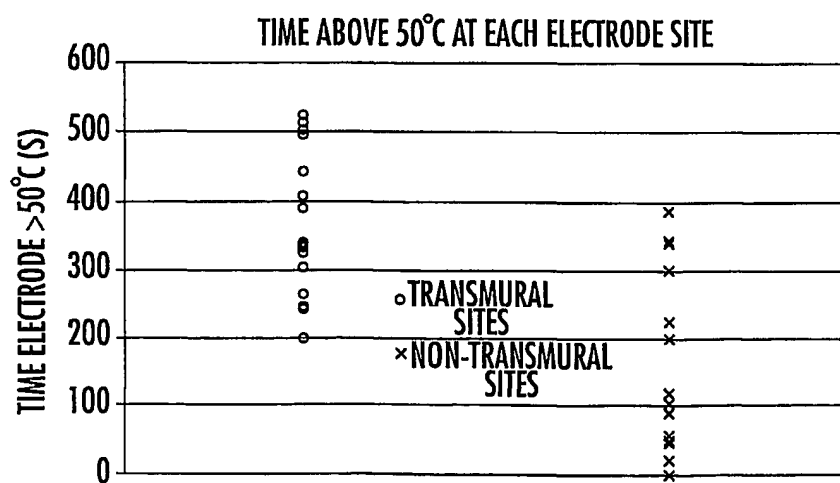 TIME ABOVE 50°C AT EACH ELECTRODE SITE
TIME ELECTRODE >50°C (S)
600
500
400
300
200
100
0
TRANSMURAL
SITES
NON-TRANSMURAL
SITES